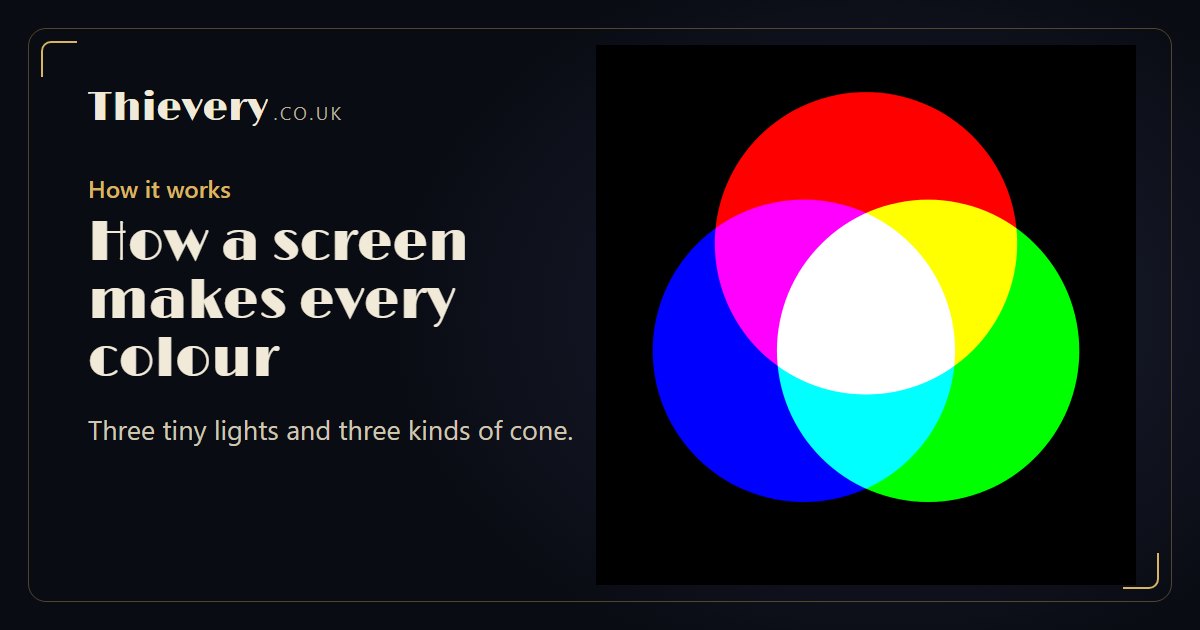 Thievery.CO.UK
How it works
How a screen
makes every
colour
Three tiny lights and three kinds of cone.